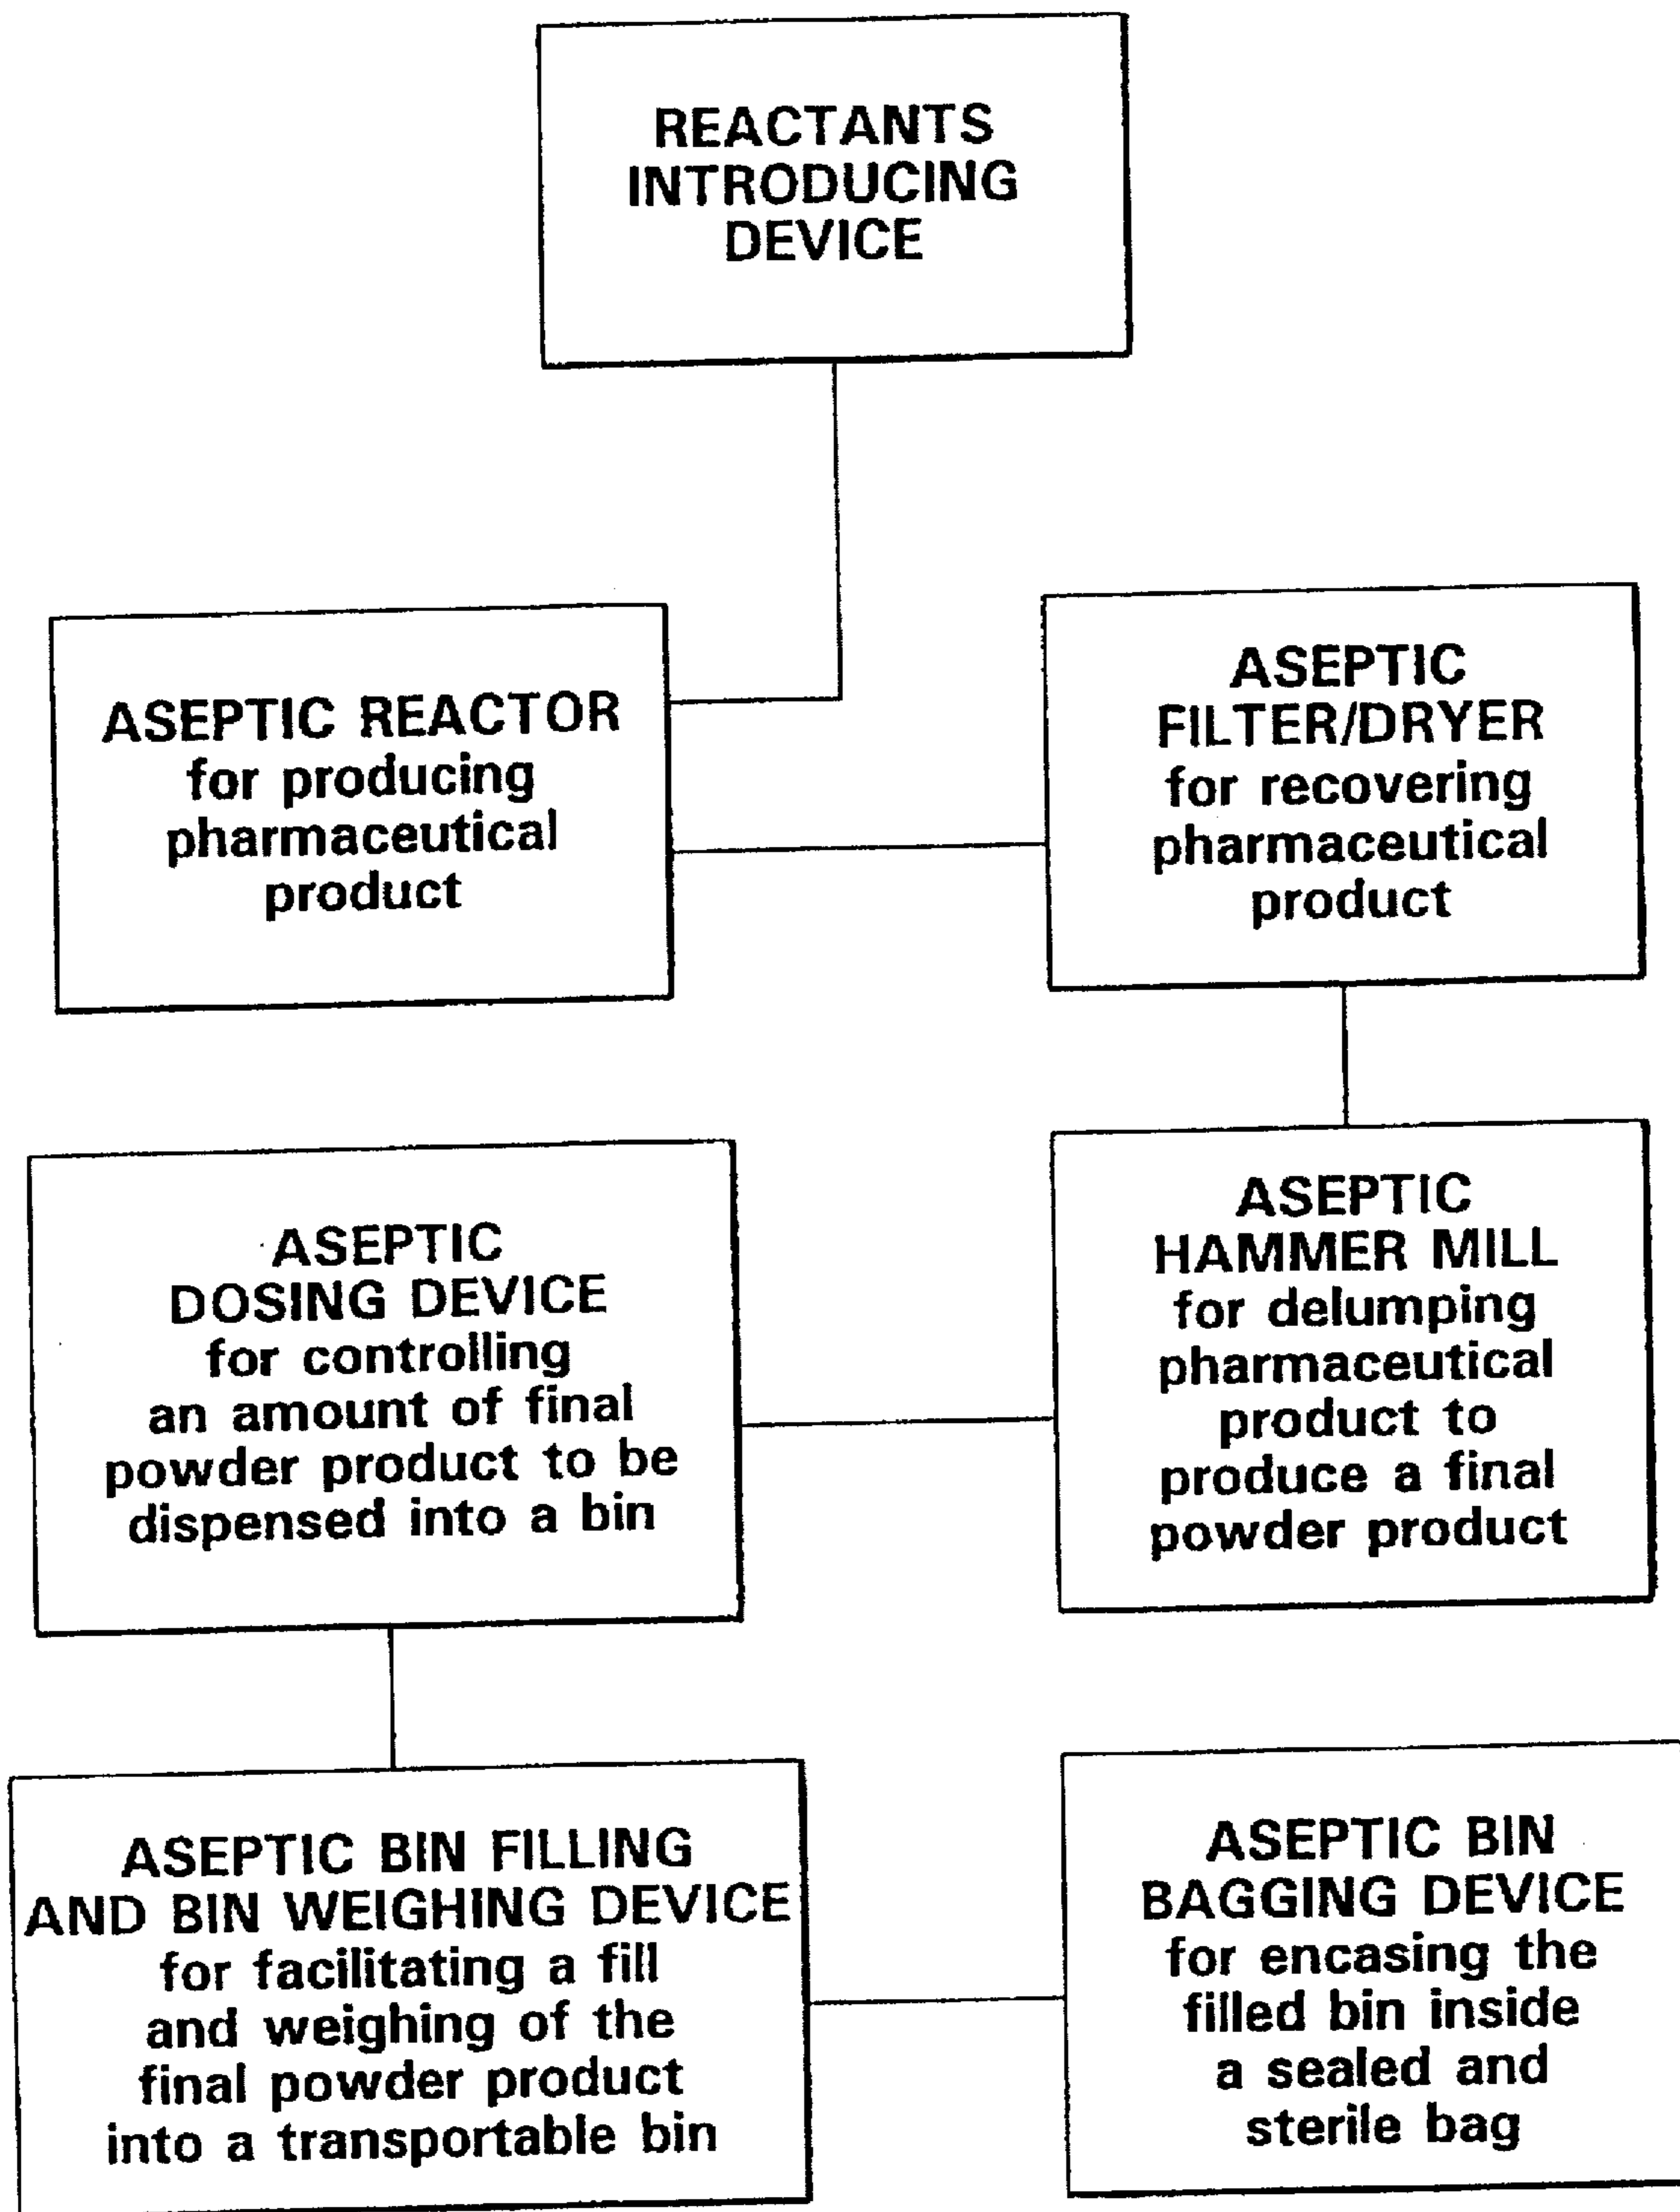 REACTANTS
INTRODUCING
DEVICE
ASEPTIC REACTOR
for producing
pharmaceutical
product
ASEPTIC
FILTER/DRYER
for recovering
pharmaceutical
product
ASEPTIC
DOSING DEVICE
for controlling
an amount of final
powder product to be
dispensed into a bin
ASEPTIC
HAMMER MILL
for delumping
pharmaceutical
product to
produce a final
powder product
ASEPTIC BIN FILLING
AND BIN WEIGHING DEVICE
for facilitating a fill
and weighing of the
final powder product
into a transportable bin
ASEPTIC BIN
BAGGING DEVICE
for encasing the
filled bin inside
a sealed and
sterile bag